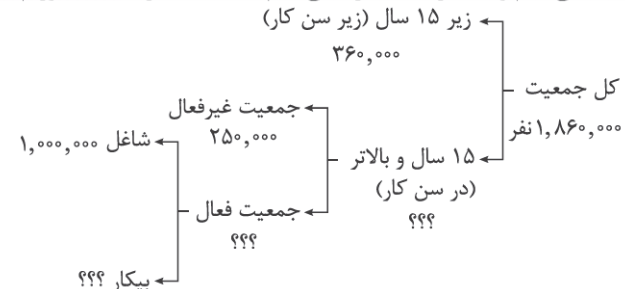 زیر ۱۵ سال (زیر سن کار)
۳۶۰,۰۰۰
کل جمعیت
۱,۸۶۰,۰۰۰ نفر
۱۵ سال و بالاتر
(در سن کار)
؟؟؟
جمعیت غیرفعال
۲۵۰,۰۰۰
جمعیت فعال
؟؟؟
شاغل ۱,۰۰۰,۰۰۰
بیکار ؟؟؟